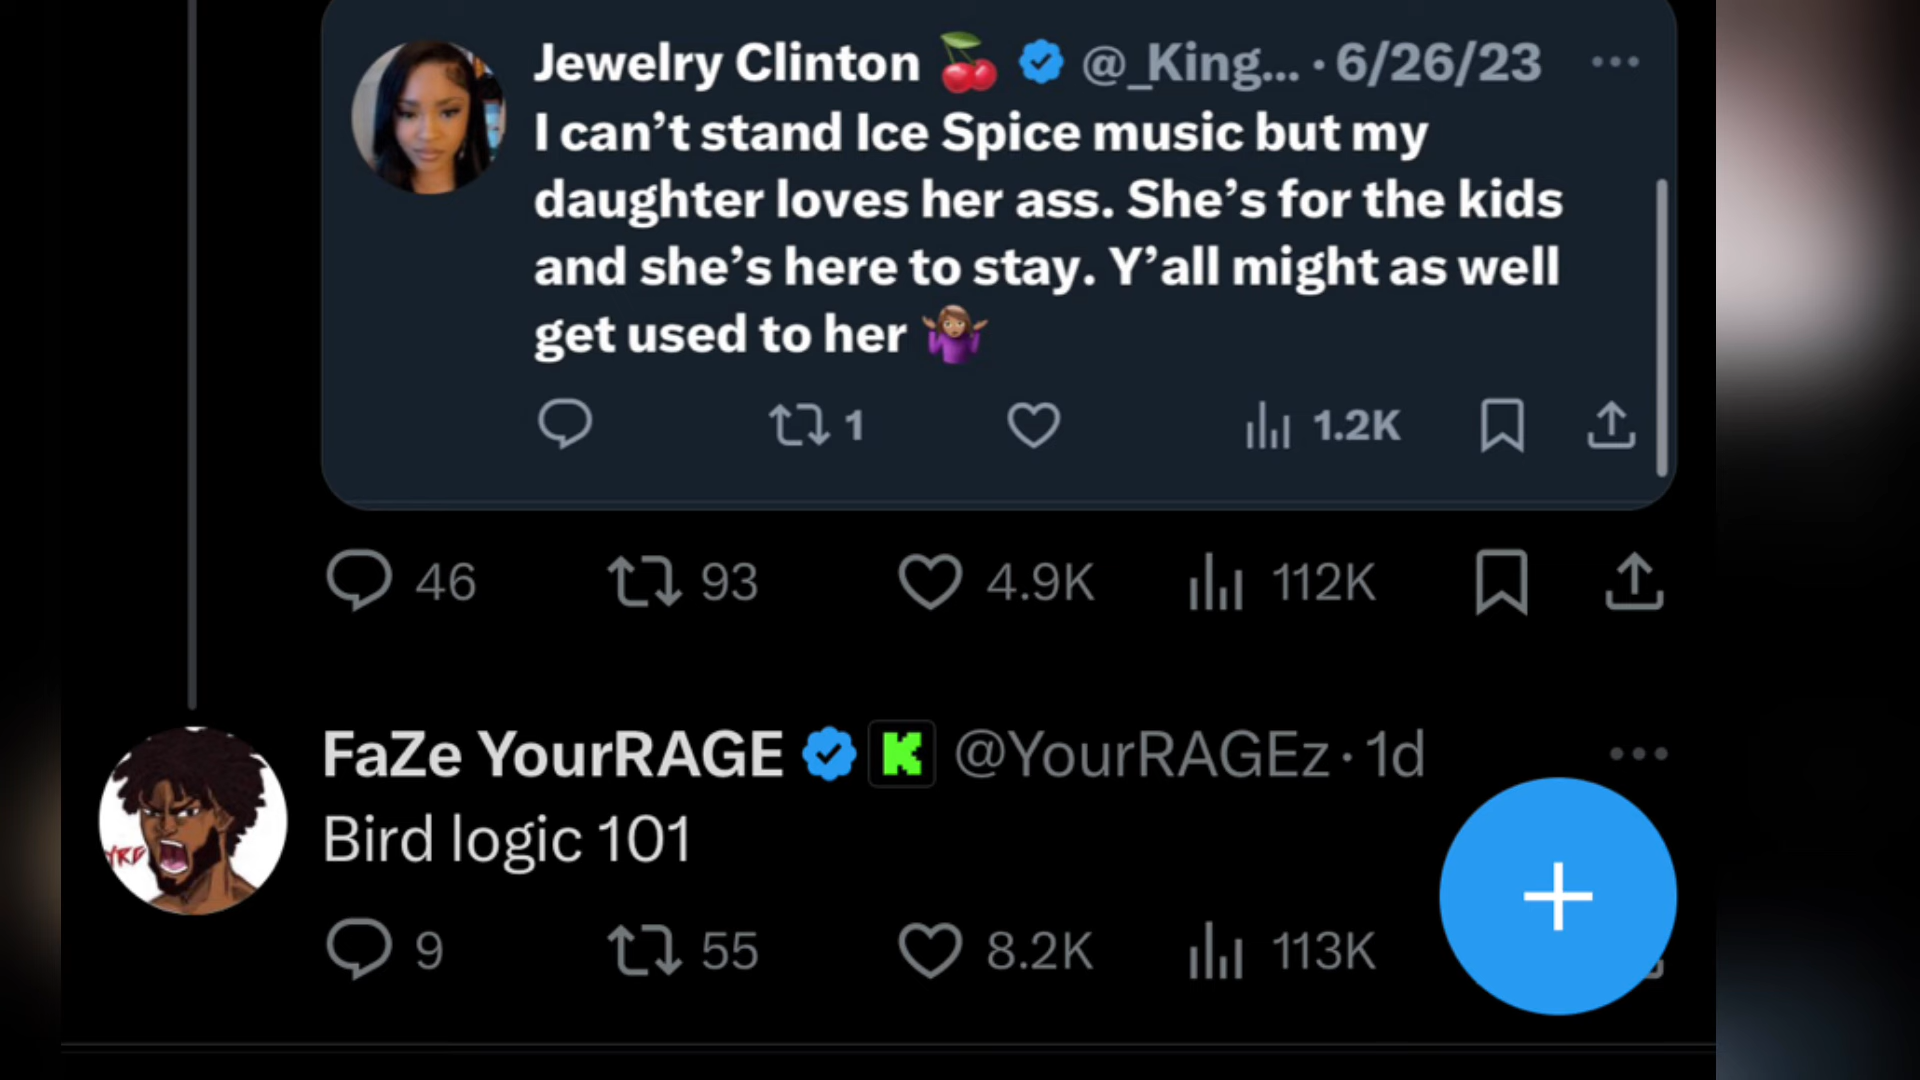 Jewelry Clinton 🍒 @_King... · 6/26/23 ...
I can’t stand Ice Spice music but my
daughter loves her ass. She’s for the kids
and she’s here to stay. Y’all might as well
get used to her 🤷🏽‍♀️
1 1.2K
46 93 4.9K 112K
FaZe YourRAGE K @YourRAGEz · 1d ...
YRG
Bird logic 101
9 55 8.2K 113K